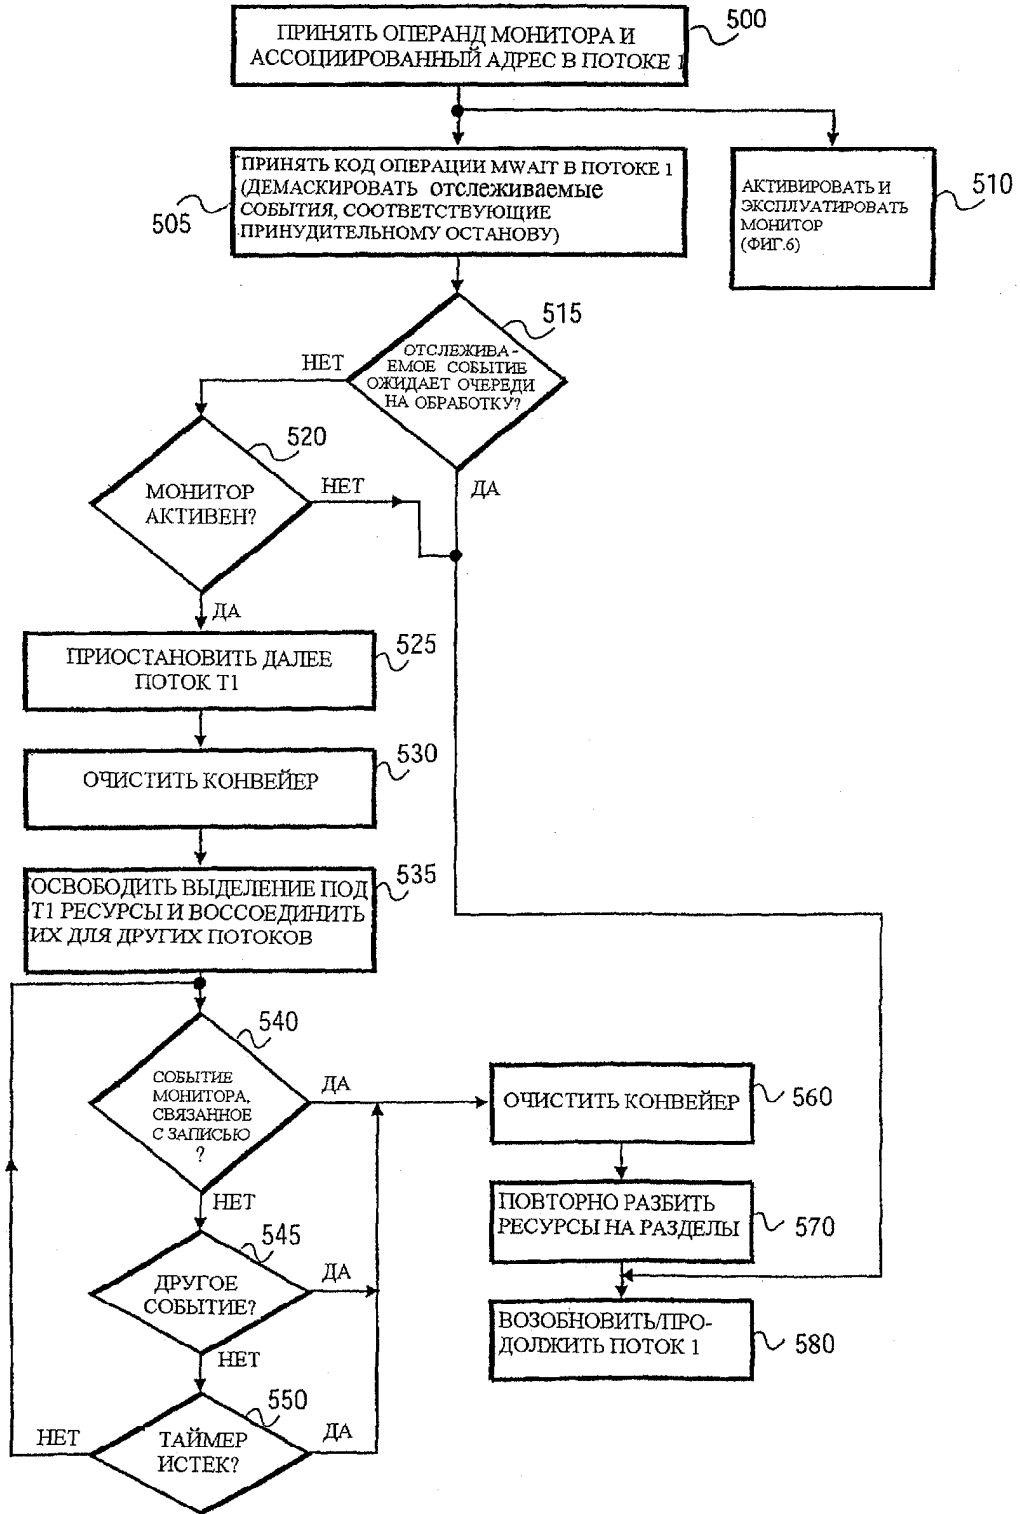 ПРИНЯТЬ ОПЕРАНД МОНИТОРА И
АССОЦИИРОВАННЫЙ АДРЕС В ПОТОКЕ 1
500
ПРИНЯТЬ КОД ОПЕРАЦИИ MWAIT В ПОТОКЕ 1
(ДЕМАСКИРОВАТЬ отслеживаемые
СОБЫТИЯ, СООТВЕТСТВУЮЩИЕ
ПРИНУДИТЕЛЬНОМУ ОСТАНОВУ)
505
АКТИВИРОВАТЬ И
ЭКСПЛУАТИРОВАТЬ
МОНИТОР
(ФИГ.6)
510
515
ОТСЛЕЖИВА-
ЕМОЕ СОБЫТИЕ
ОЖИДАЕТ ОЧЕРЕДИ
НА ОБРАБОТКУ?
НЕТ
ДА
520
МОНИТОР
АКТИВЕН?
НЕТ
ДА
525
ПРИОСТАНОВИТЬ ДАЛЕЕ
ПОТОК Т1
530
ОЧИСТИТЬ КОНВЕЙЕР
535
ОСВОБОДИТЬ ВЫДЕЛЕНИЕ ПОД
Т1 РЕСУРСЫ И ВОССОЕДИНИТЬ
ИХ ДЛЯ ДРУГИХ ПОТОКОВ
540
СОБЫТИЕ
МОНИТОРА,
СВЯЗАННОЕ
С ЗАПИСЬЮ
?
ДА
НЕТ
545
ДРУГОЕ
СОБЫТИЕ?
ДА
НЕТ
550
ТАЙМЕР
ИСТЕК?
НЕТ
ДА
ОЧИСТИТЬ КОНВЕЙЕР
560
ПОВТОРНО РАЗБИТЬ
РЕСУРСЫ НА РАЗДЕЛЫ
570
ВОЗОБНОВИТЬ/ПРО-
ДОЛЖИТЬ ПОТОК 1
580